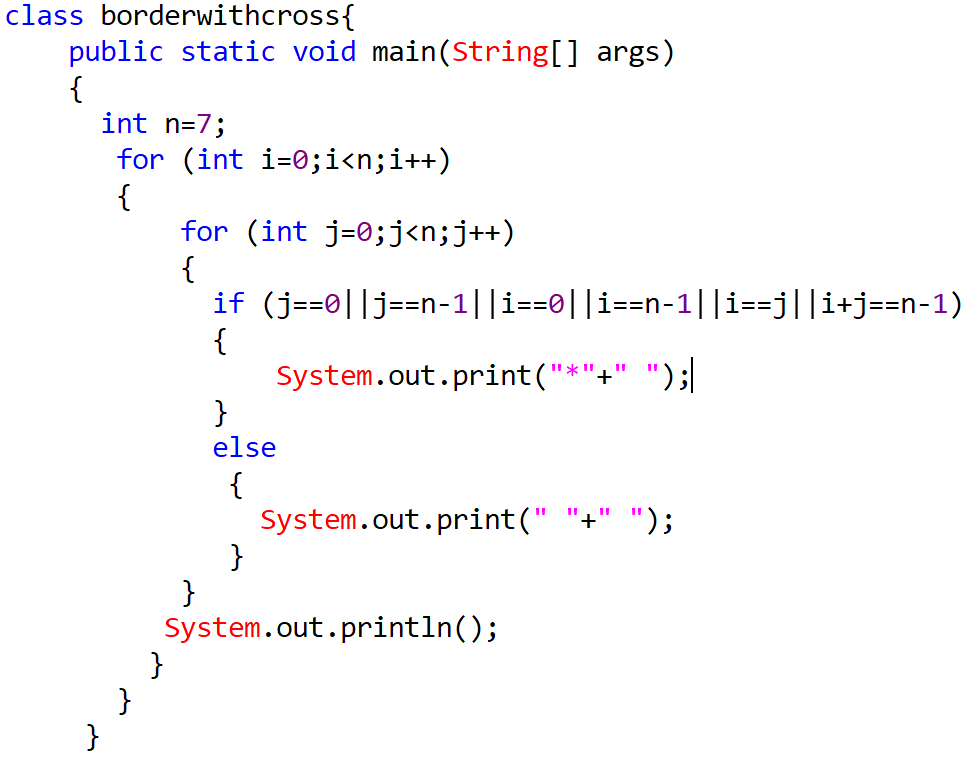 class borderwithcross{
    public static void main(String[] args)
    {
      int n=7;
       for (int i=0;i<n;i++)
       {
           for (int j=0;j<n;j++)
           {
             if (j==0||j==n-1||i==0||i==n-1||i==j||i+j==n-1)
             {
                 System.out.print("*"+" ");
             }
             else
              {
                System.out.print(" "+" ");
              }
           }
          System.out.println();
         }
       }
     }